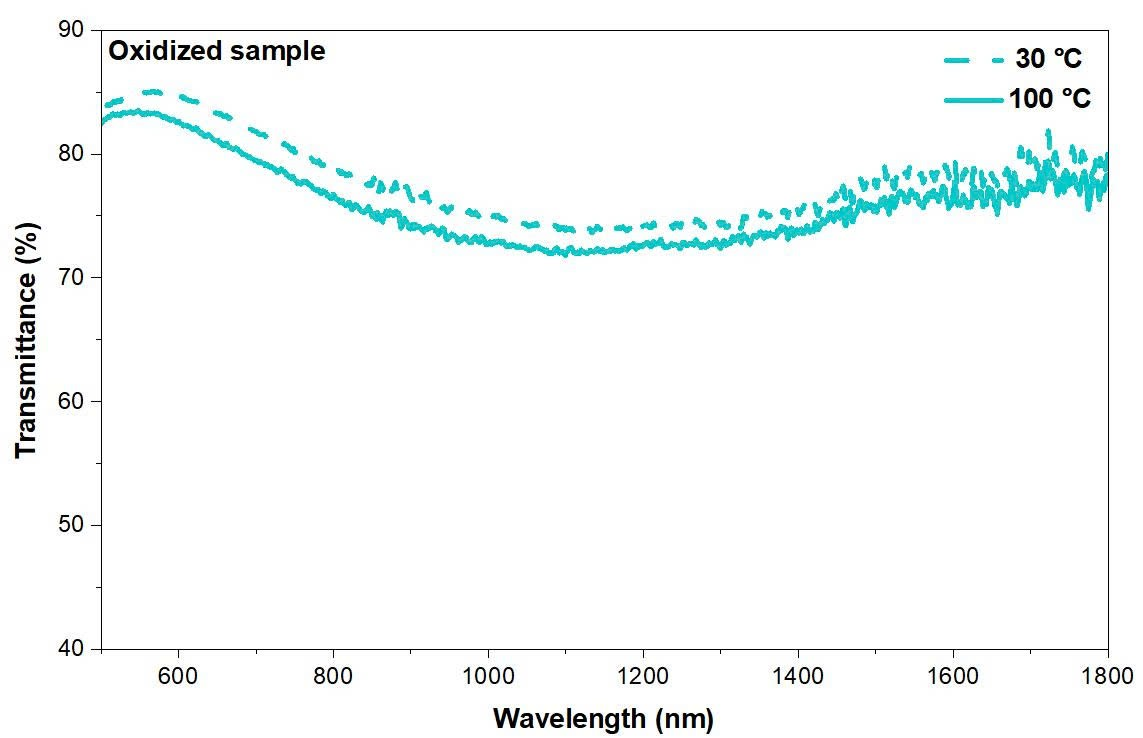 Oxidized sample
30 °C
100 °C
Transmittance (%)
90
80
70
60
50
40
600 800 1000 1200 1400 1600 1800
Wavelength (nm)